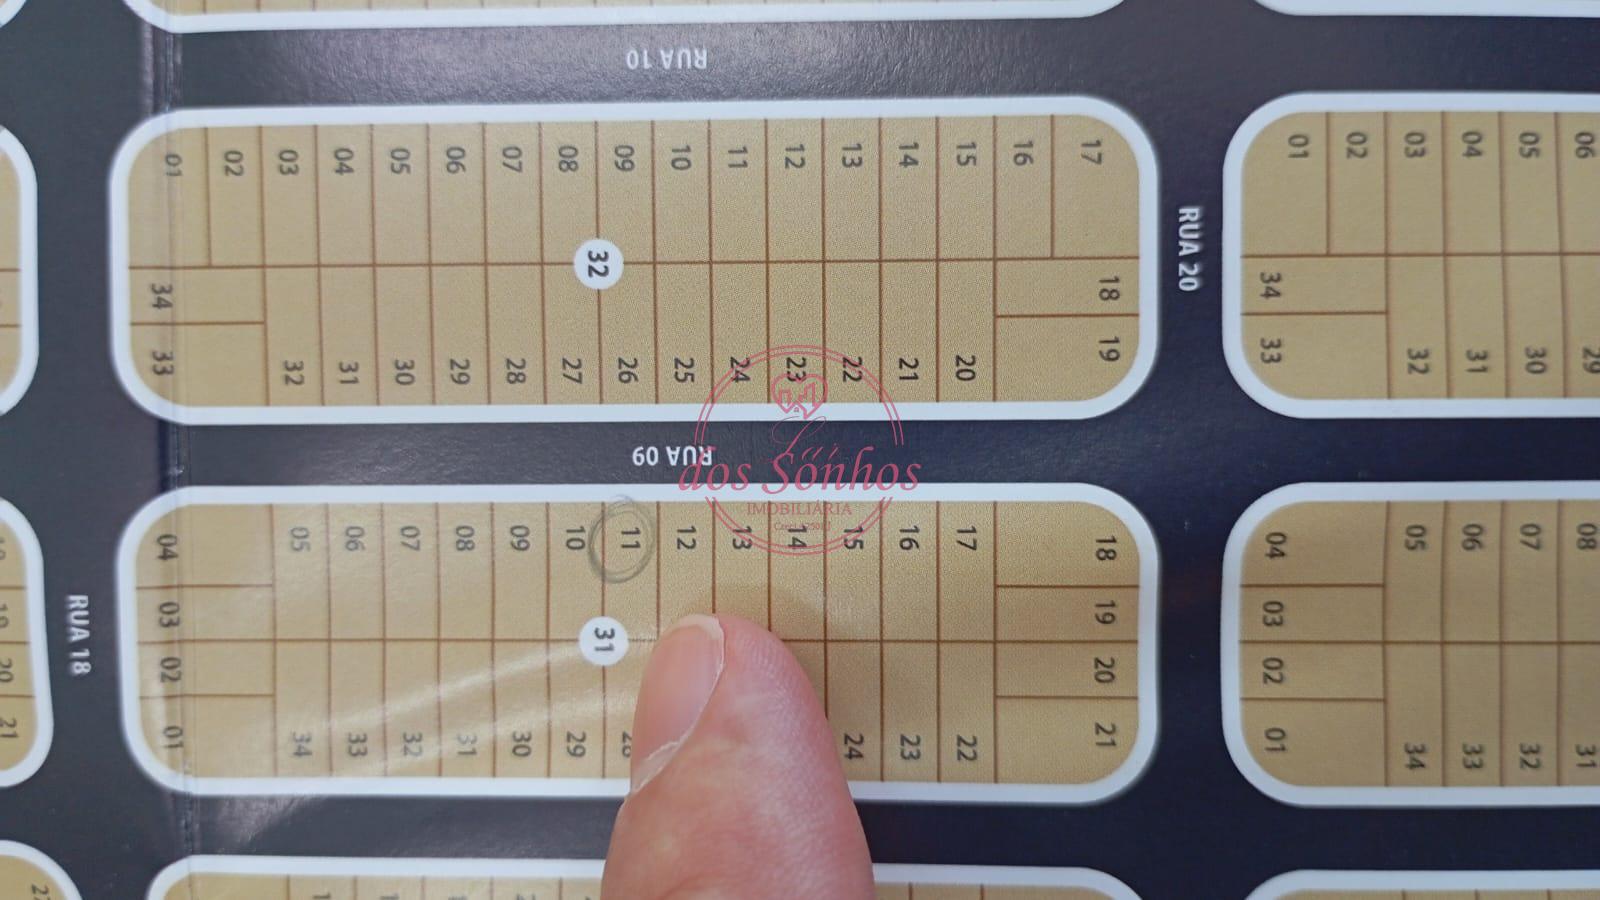 RUA 10
01 02 03 04 05 06 07 08 09 10 11 12 13 14 15 16 17
32
34 18
33 32 31 30 29 28 27 26 25 24 23 22 21 20 19
RUA 20
01 02 03 04 05 06
34
33 32 31 30 29
RUA 09
Lar
dos Sonhos
IMOBILIÁRIA
04 05 06 07 08 09 10 11 12 13 14 15 16 17 18
03 19
31
02 20
01 34 33 32 31 30 29 28 24 23 22 21
RUA 18
04 05 06 07 08
03
02
01 34 33 32 31
19
20
21